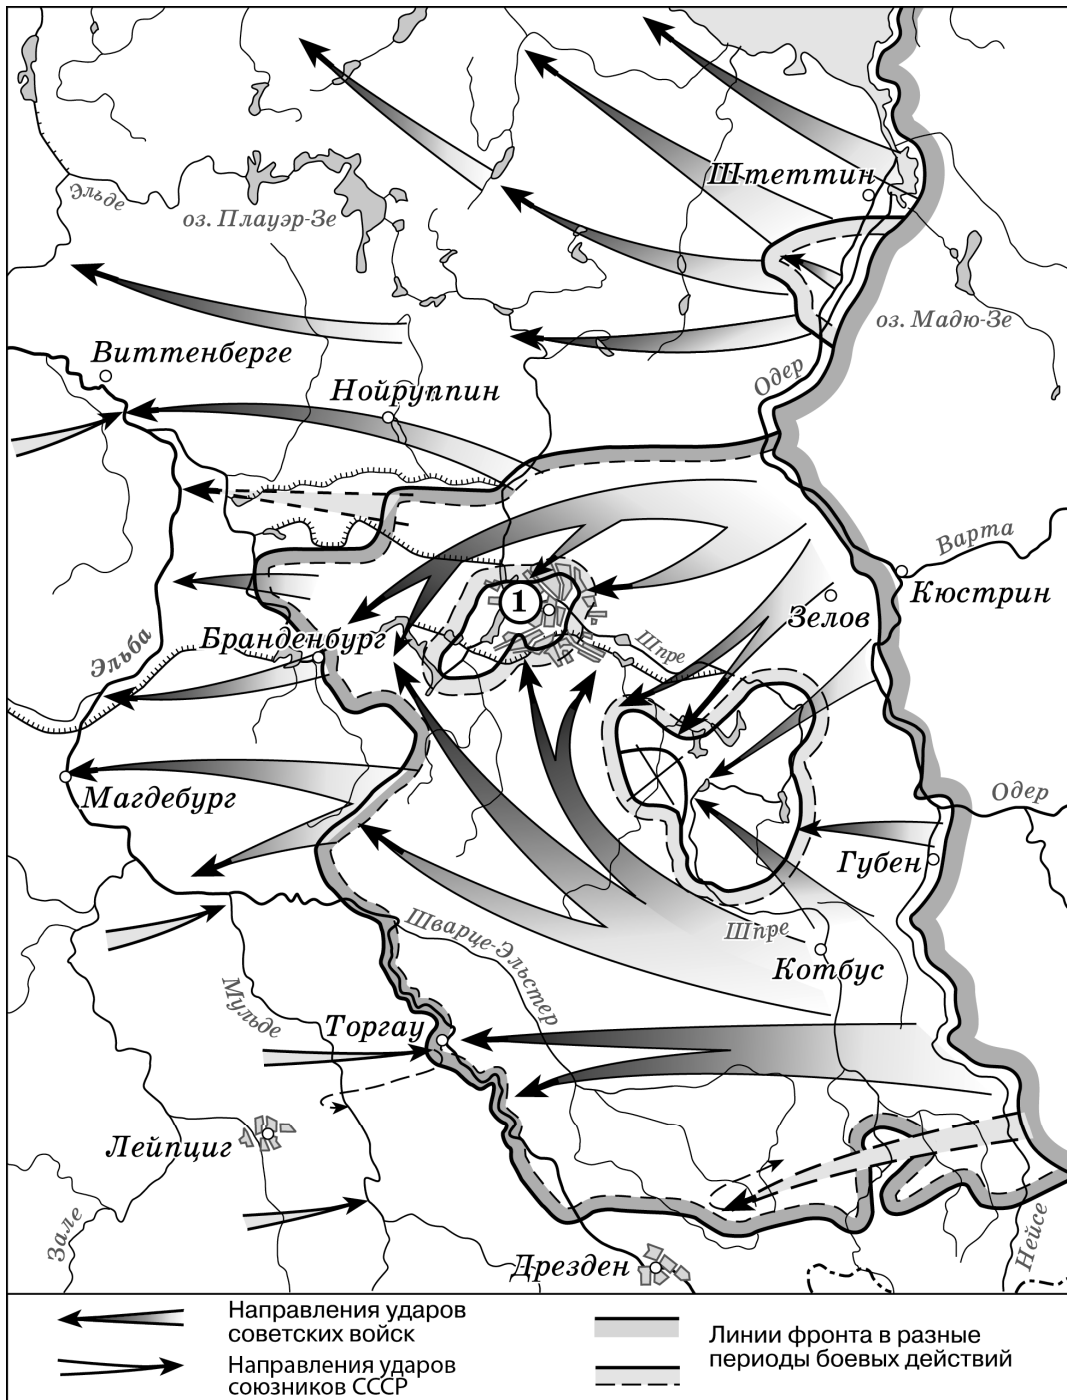 Штеттин
Эльде
оз. Плауэр-Зе
оз. Мадю-Зе
Виттенберге
Одер
Нойруппин
Варта
Кюстрин
1
Зелов
Шпре
Бранденбург
Эльба
Магдебург
Одер
Губен
Шварце-Эльстер
Шпре
Котбус
Мульде
Торгау
Лейпциг
Зале
Нейсе
Дрезден
Направления ударов
советских войск
Направления ударов
союзников СССР
Линии фронта в разные
периоды боевых действий